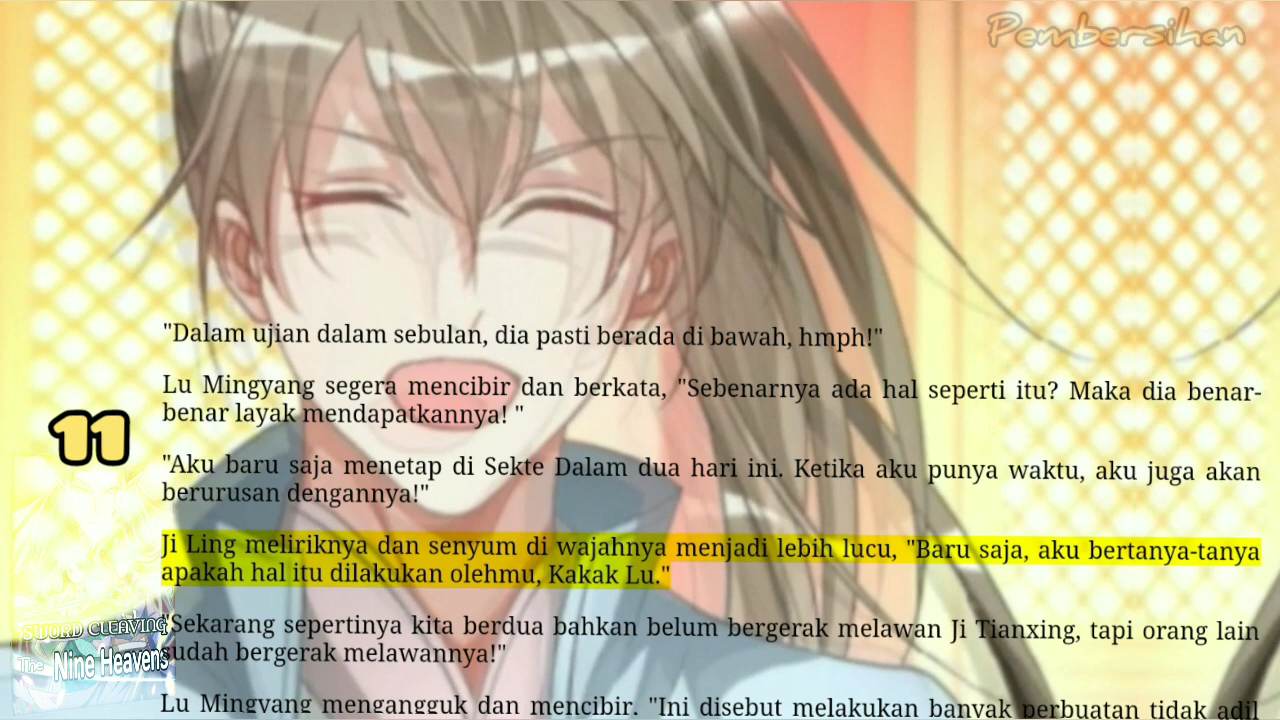 Pembersihan
"Dalam ujian dalam sebulan, dia pasti berada di bawah, hmph!"
Lu Mingyang segera mencibir dan berkata, "Sebenarnya ada hal seperti itu? Maka dia benar-
benar layak mendapatkannya! "
11
"Aku baru saja menetap di Sekte Dalam dua hari ini. Ketika aku punya waktu, aku juga akan
berurusan dengannya!"
Ji Ling meliriknya dan senyum di wajahnya menjadi lebih lucu, "Baru saja, aku bertanya-tanya
apakah hal itu dilakukan olehmu, Kakak Lu."
"Sekarang sepertinya kita berdua bahkan belum bergerak melawan Ji Tianxing, tapi orang lain
sudah bergerak melawannya!"
SWORD CLEAVING
The Nine Heavens
Lu Mingyang mengangguk dan mencibir. "Ini disebut melakukan banyak perbuatan tidak adil